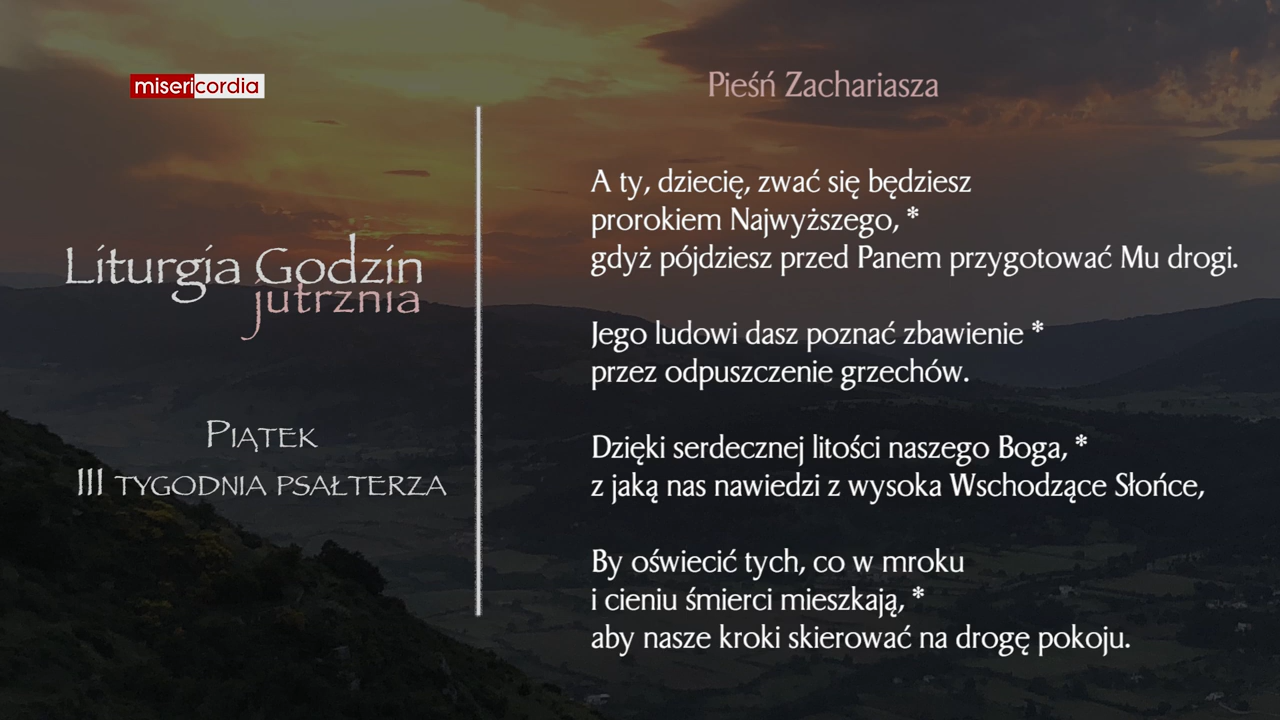 misericordia
Liturgia Godzin
jutrznia
Piątek
III tygodnia psałterza
Pieśń Zachariasza
A ty, dziecię, zwać się będziesz
prorokiem Najwyższego, *
gdyż pójdziesz przed Panem przygotować Mu drogi.
Jego ludowi dasz poznać zbawienie *
przez odpuszczenie grzechów.
Dzięki serdecznej litości naszego Boga, *
z jaką nas nawiedzi z wysoka Wschodzące Słońce,
By oświecić tych, co w mroku
i cieniu śmierci mieszkają, *
aby nasze kroki skierować na drogę pokoju.